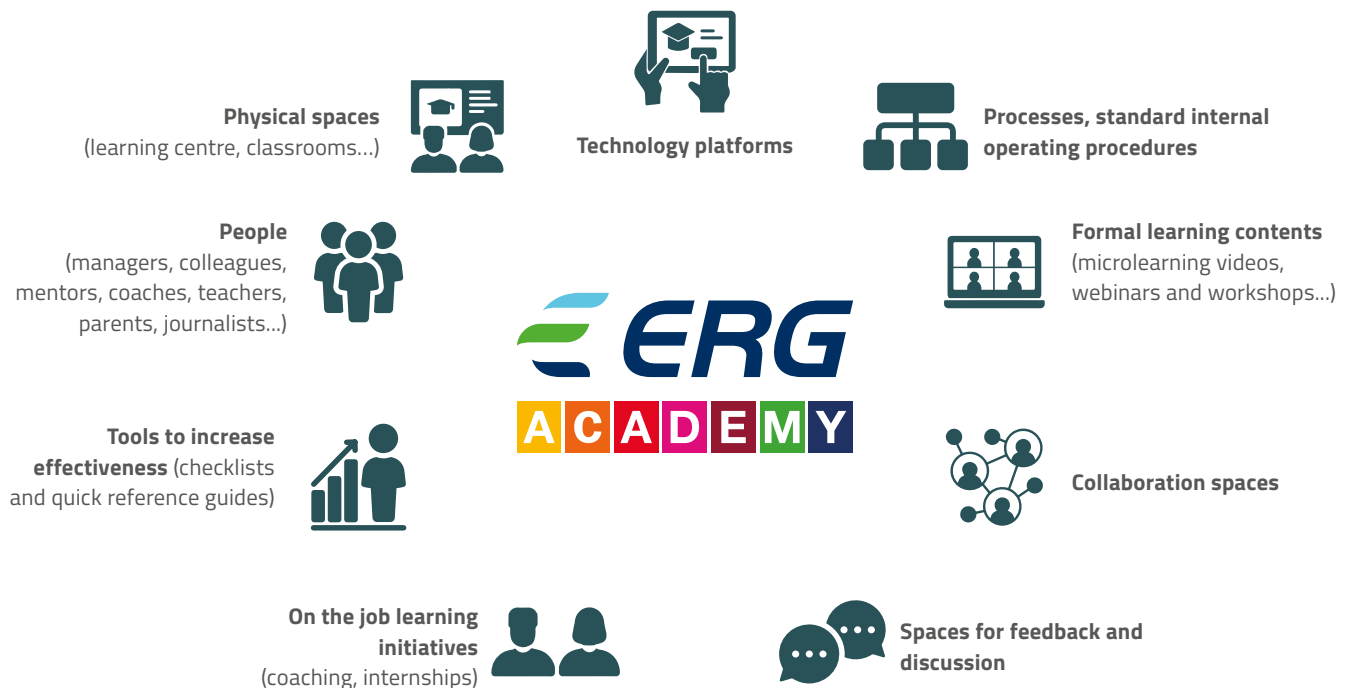 Technology platforms
Physical spaces
(learning centre, classrooms...)
Processes, standard internal
operating procedures
People
(managers, colleagues,
mentors, coaches, teachers,
parents, journalists...)
Formal learning contents
(microlearning videos,
webinars and workshops...)
ERG
ACADEMY
Tools to increase
effectiveness (checklists
and quick reference guides)
Collaboration spaces
On the job learning
initiatives
(coaching, internships)
Spaces for feedback and
discussion